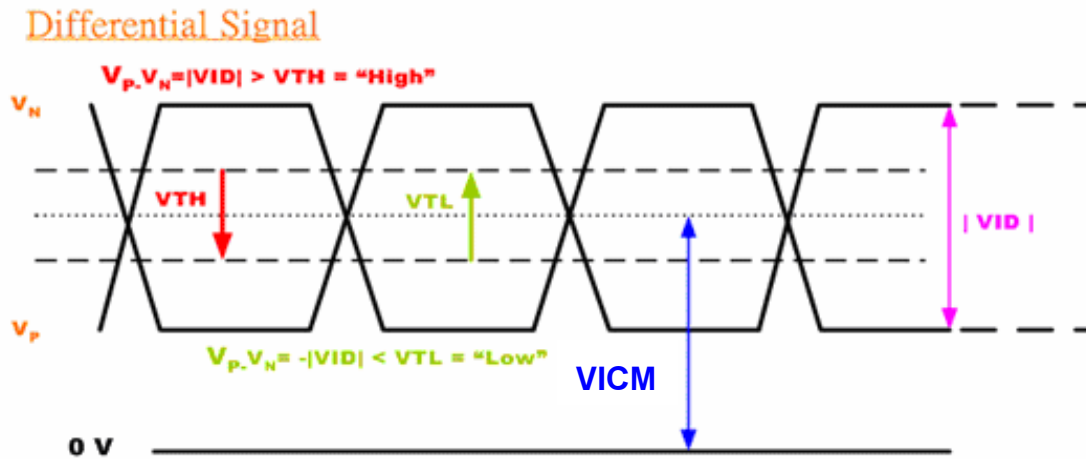 Differential Signal
VP-VN=|VID| > VTH = “High”
VN
VTH
VTL
| VID |
VP
VP-VN= -|VID| < VTL = “Low”
VICM
0 V